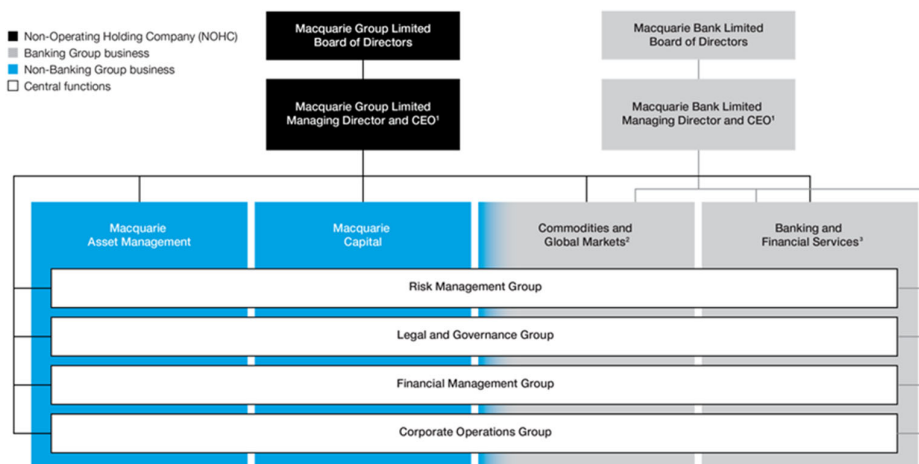 Non-Operating Holding Company (NOHC)
Banking Group business
Non-Banking Group business
Central functions
Macquarie Group Limited
Board of Directors
Macquarie Bank Limited
Board of Directors
Macquarie Group Limited
Managing Director and CEO¹
Macquarie Bank Limited
Managing Director and CEO¹
Macquarie
Asset Management
Macquarie
Capital
Commodities and
Global Markets²
Banking and
Financial Services³
Risk Management Group
Legal and Governance Group
Financial Management Group
Corporate Operations Group